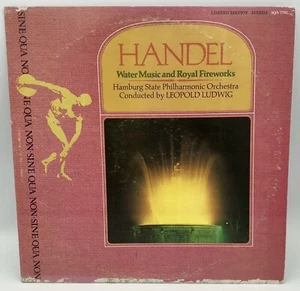 LIMITED EDITION STEREO
HANDEL
Water Music and Royal Fireworks
Hamburg State Philharmonic Orchestra
Conducted by LEOPOLD LUDWIG
SINE QUA NON SINE QUA NON SINE QUA NON